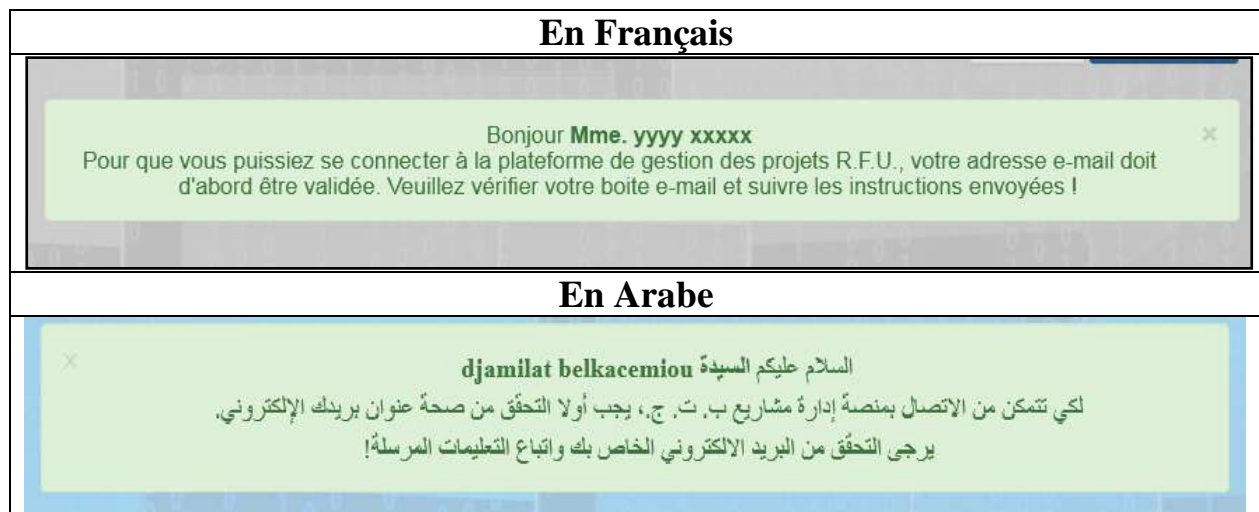 En Français
Bonjour Mme. yyyy xxxxx
Pour que vous puissiez se connecter à la plateforme de gestion des projets R.F.U., votre adresse e-mail doit
d'abord être validée. Veuillez vérifier votre boite e-mail et suivre les instructions envoyées !
En Arabe
السلام عليكم السيدة djamilat belkacemiou
لكي تتمكن من الاتصال بمنصة إدارة مشاريع ب. ت. ج.، يجب أولا التحقّق من صحة عنوان بريدك الإلكتروني.
يرجى التحقّق من البريد الالكتروني الخاص بك واتباع التعليمات المرسلة!